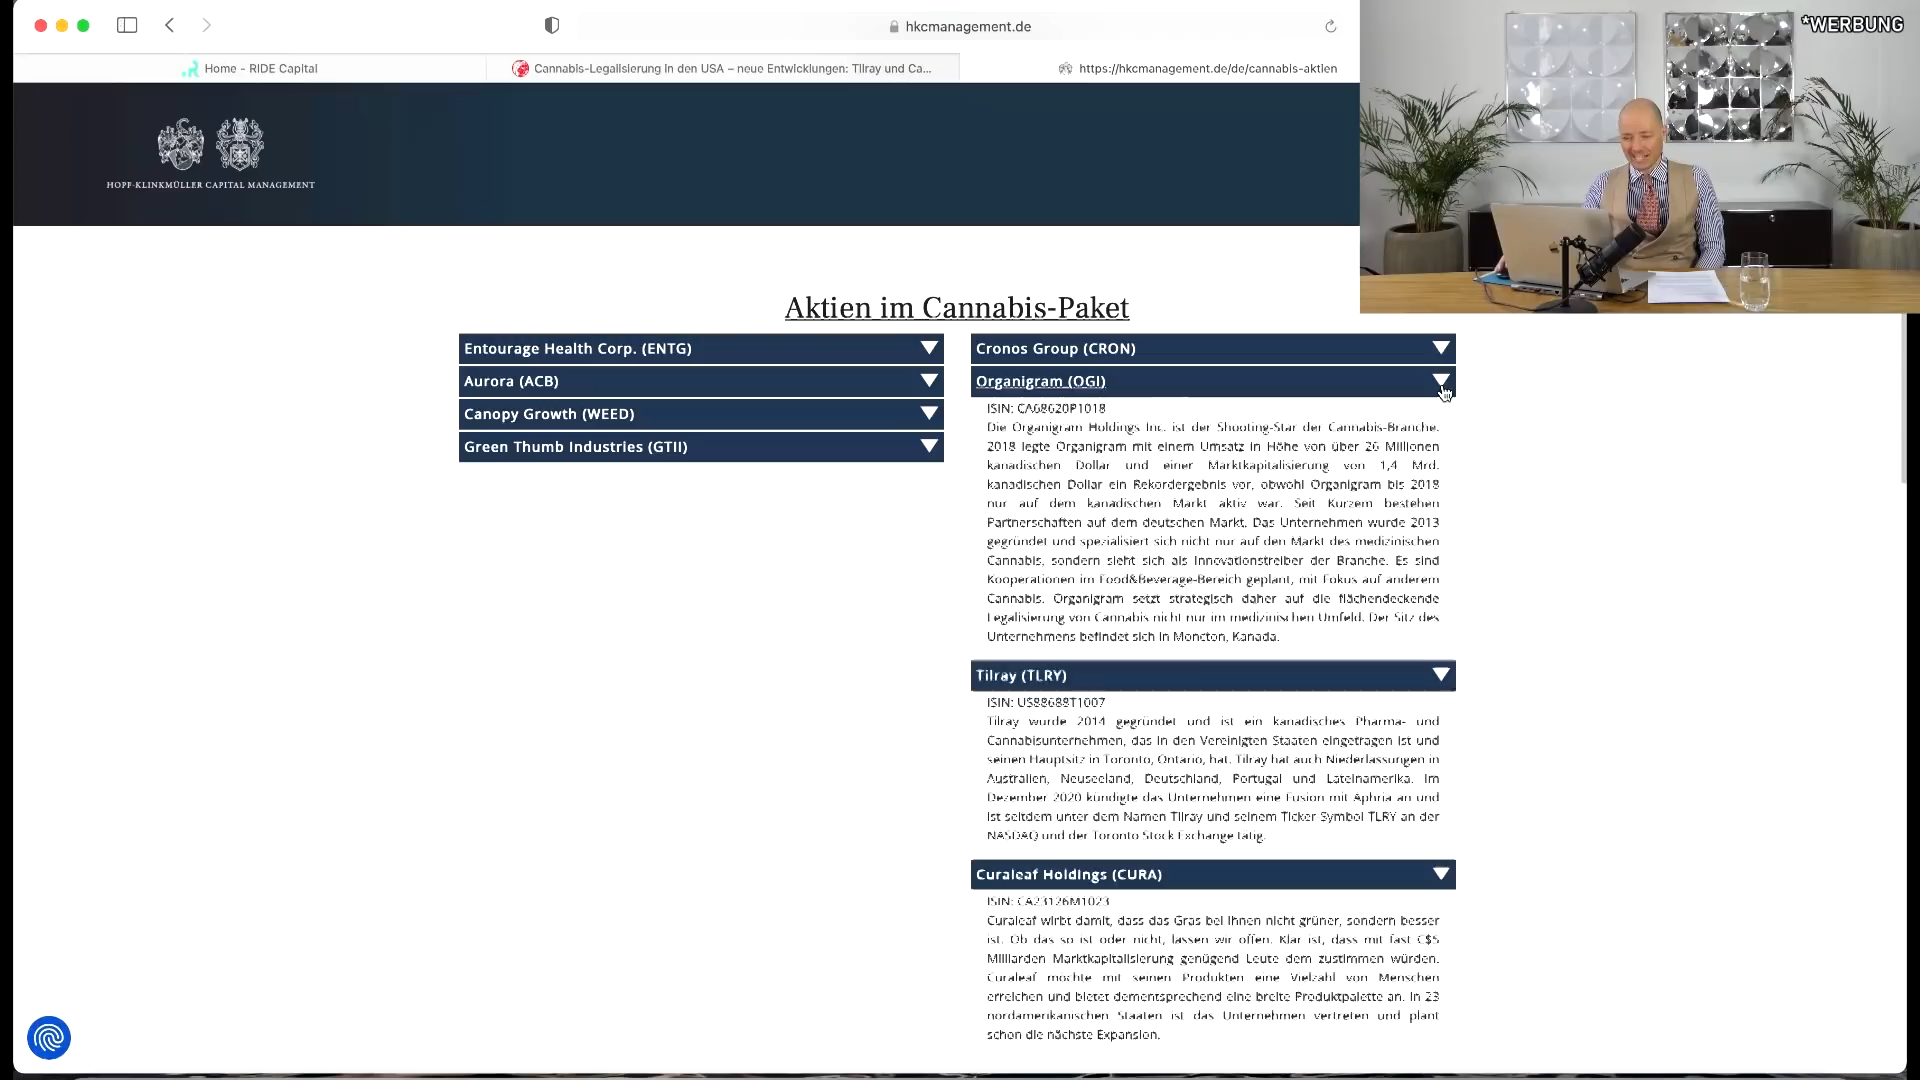 hkcmanagement.de
*WERBUNG
Home - RIDE Capital
Cannabis-Legalisierung in den USA – neue Entwicklungen: Tilray und Ca...
https://hkcmanagement.de/de/cannabis-aktien
HOPF-KLINKMÜLLER CAPITAL MANAGEMENT
Aktien im Cannabis-Paket
Entourage Health Corp. (ENTG)
Aurora (ACB)
Canopy Growth (WEED)
Green Thumb Industries (GTII)
Cronos Group (CRON)
Organigram (OGI)
ISIN: CA68620P1018
Die Organigram Holdings Inc. ist der Shooting-Star der Cannabis-Branche.
2018 legte Organigram mit einem Umsatz in Höhe von über 26 Millionen
kanadischen Dollar und einer Marktkapitalisierung von 1,4 Mrd.
kanadischen Dollar ein Rekordergebnis vor, obwohl Organigram bis 2018
nur auf dem kanadischen Markt aktiv war. Seit Kurzem bestehen
Partnerschaften auf dem deutschen Markt. Das Unternehmen wurde 2013
gegründet und spezialisiert sich nicht nur auf den Markt des medizinischen
Cannabis, sondern sieht sich als Innovationstreiber der Branche. Es sind
Kooperationen im Food&Beverage-Bereich geplant, mit Fokus auf anderem
Cannabis. Organigram setzt strategisch daher auf die flächendeckende
Legalisierung von Cannabis nicht nur im medizinischen Umfeld. Der Sitz des
Unternehmens befindet sich in Moncton, Kanada.
Tilray (TLRY)
ISIN: US88688T1007
Tilray wurde 2014 gegründet und ist ein kanadisches Pharma- und
Cannabisunternehmen, das in den Vereinigten Staaten eingetragen ist und
seinen Hauptsitz in Toronto, Ontario, hat. Tilray hat auch Niederlassungen in
Australien, Neuseeland, Deutschland, Portugal und Lateinamerika. Im
Dezember 2020 kündigte das Unternehmen eine Fusion mit Aphria an und
ist seitdem unter dem Namen Tilray und seinem Ticker Symbol TLRY an der
NASDAQ und der Toronto Stock Exchange tätig.
Curaleaf Holdings (CURA)
ISIN: CA23126M1023
Curaleaf wirbt damit, dass das Gras bei Ihnen nicht grüner, sondern besser
ist. Ob das so ist oder nicht, lassen wir offen. Klar ist, dass mit fast C$5
Milliarden Marktkapitalisierung genügend Leute dem zustimmen würden.
Curaleaf möchte mit seinen Produkten eine Vielzahl von Menschen
erreichen und bietet dementsprechend eine breite Produktpalette an. In 23
nordamerikanischen Staaten ist das Unternehmen vertreten und plant
schon die nächste Expansion.